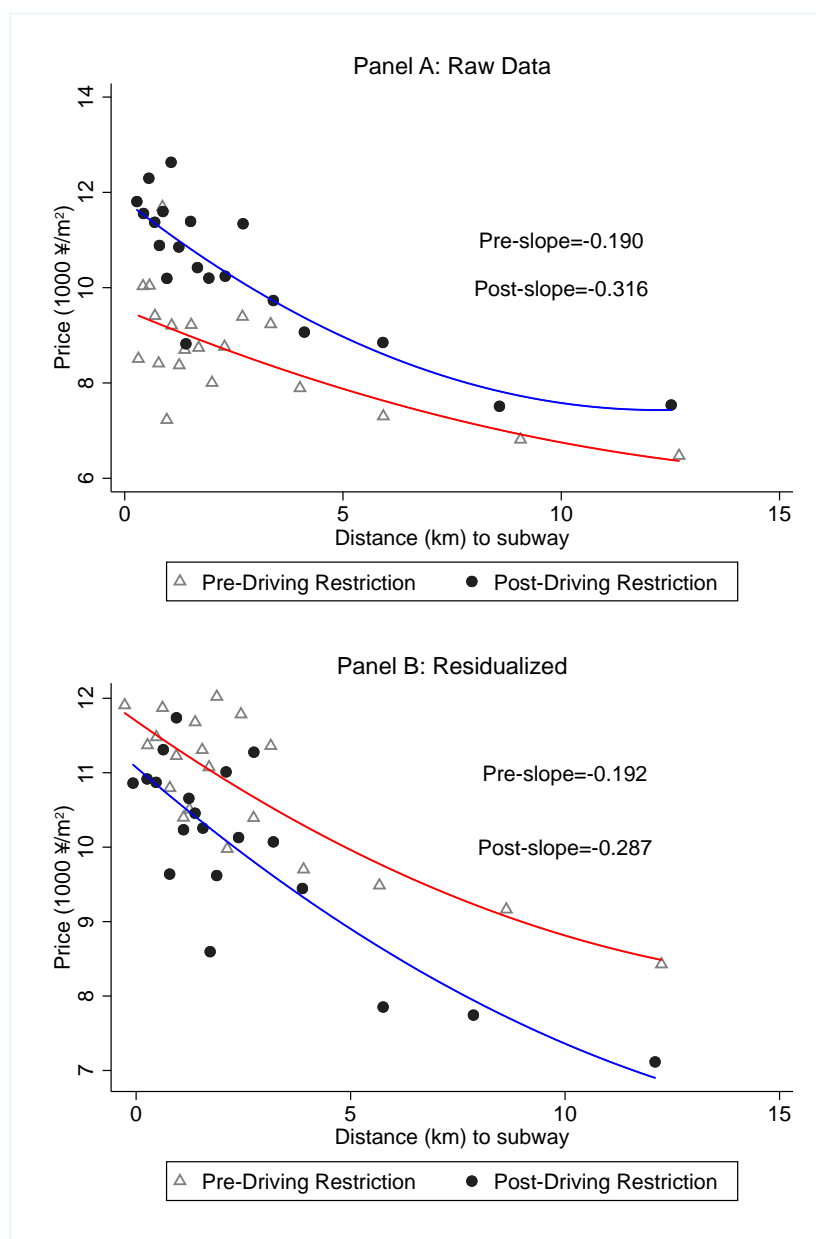 Panel A: Raw Data
14
12
10
8
6
Price (1000 ¥/m²)
Pre-slope=-0.190
Post-slope=-0.316
0 5 10 15
Distance (km) to subway
Pre-Driving Restriction Post-Driving Restriction
Panel B: Residualized
12
11
10
9
8
7
Price (1000 ¥/m²)
Pre-slope=-0.192
Post-slope=-0.287
0 5 10 15
Distance (km) to subway
Pre-Driving Restriction Post-Driving Restriction